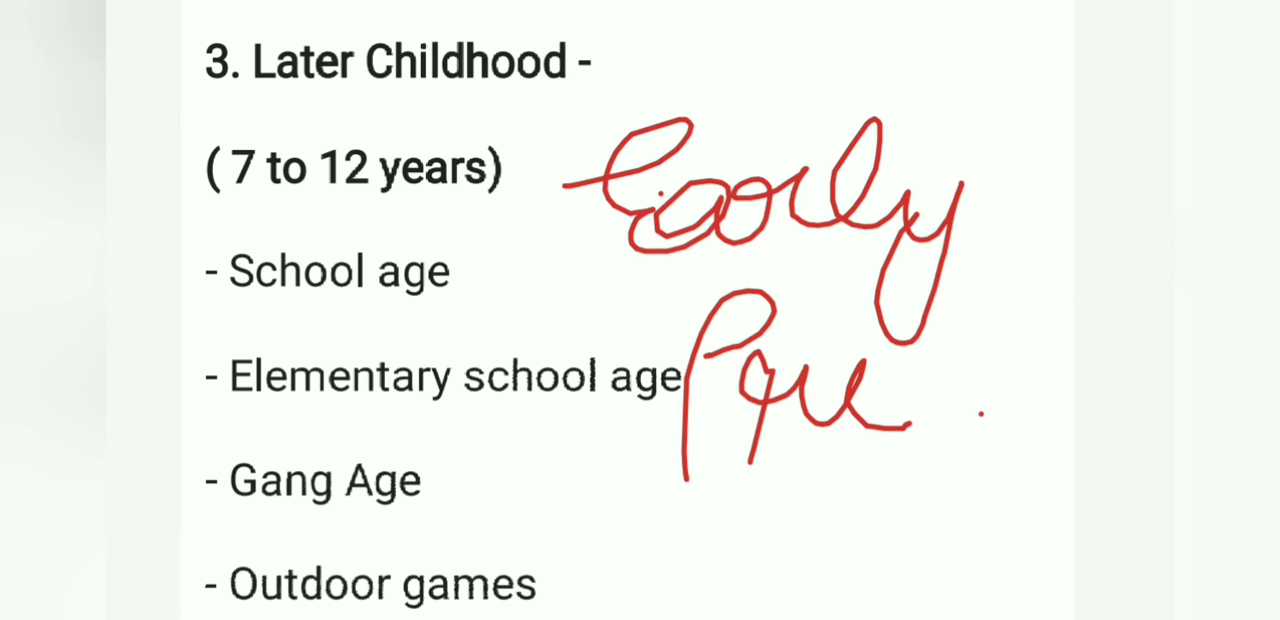 3. Later Childhood -
( 7 to 12 years)
Early
- School age
- Elementary school age
Pre
- Gang Age
- Outdoor games